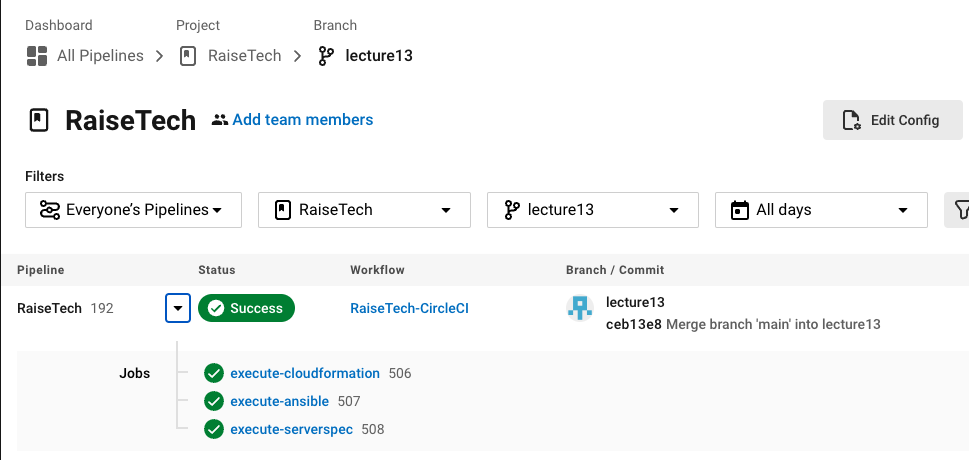 Dashboard Project Branch
All Pipelines RaiseTech lecture13
RaiseTech Add team members Edit Config
Filters
Everyone’s Pipelines RaiseTech lecture13 All days
Pipeline Status Workflow Branch / Commit
RaiseTech 192 Success RaiseTech-CircleCI lecture13
ceb13e8 Merge branch 'main' into lecture13
Jobs execute-cloudformation 506
execute-ansible 507
execute-serverspec 508